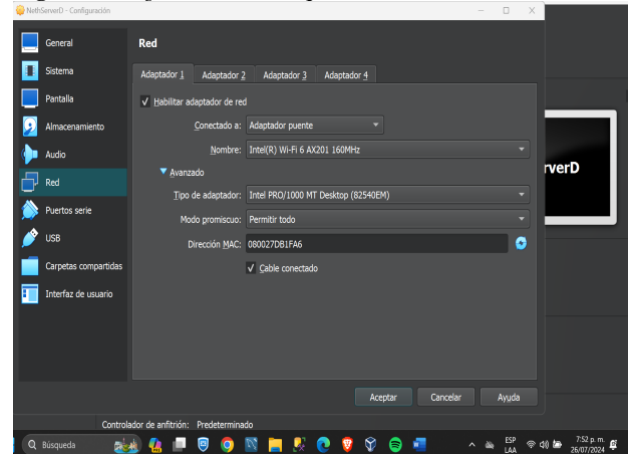 NethServerD - Configuración
General
Sistema
Pantalla
Almacenamiento
Audio
Red
Puertos serie
USB
Carpetas compartidas
Interfaz de usuario
Red
Adaptador 1 Adaptador 2 Adaptador 3 Adaptador 4
Habilitar adaptador de red
Conectado a: Adaptador puente
Nombre: Intel(R) Wi-Fi 6 AX201 160MHz
Avanzado
Tipo de adaptador: Intel PRO/1000 MT Desktop (82540EM)
Modo promiscuo: Permitir todo
Dirección MAC: 080027DB1FA6
Cable conectado
Aceptar Cancelar Ayuda
rverD
Controlador de anfitrión: Predeterminado
Búsqueda
ESP
LAA
7:52 p. m.
26/07/2024